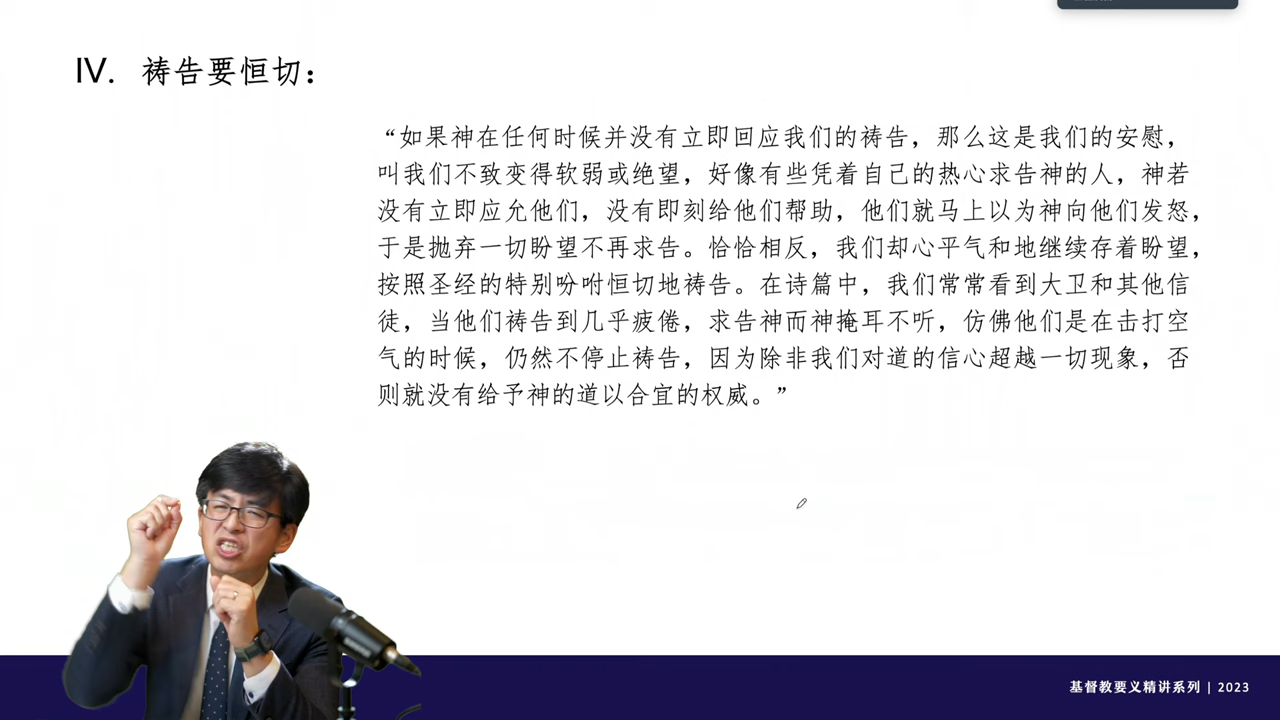 IV. 祷告要恒切：
“如果神在任何时候并没有立即回应我们的祷告，那么这是我们的安慰，
叫我们不致变得软弱或绝望，好像有些凭着自己的热心求告神的人，神若
没有立即应允他们，没有即刻给他们帮助，他们就马上以为神向他们发怒，
于是抛弃一切盼望不再求告。恰恰相反，我们却心平气和地继续存着盼望，
按照圣经的特别吩咐恒切地祷告。在诗篇中，我们常常看到大卫和其他信
徒，当他们祷告到几乎疲倦，求告神而神掩耳不听，仿佛他们是在击打空
气的时候，仍然不停止祷告，因为除非我们对道的信心超越一切现象，否
则就没有给予神的道以合宜的权威。”
基督教要义精讲系列 | 2023